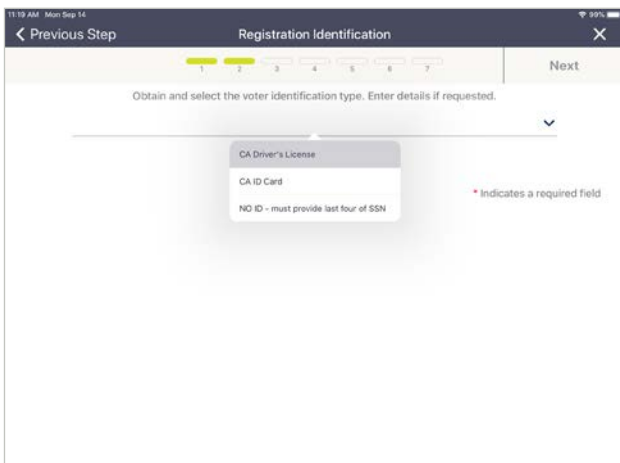 11:19 AM Mon Sep 14 99%
Previous Step Registration Identification X
1 2 3 4 5 6 7 Next
Obtain and select the voter identification type. Enter details if requested.
CA Driver's License
CA ID Card
* Indicates a required field
NO ID - must provide last four of SSN